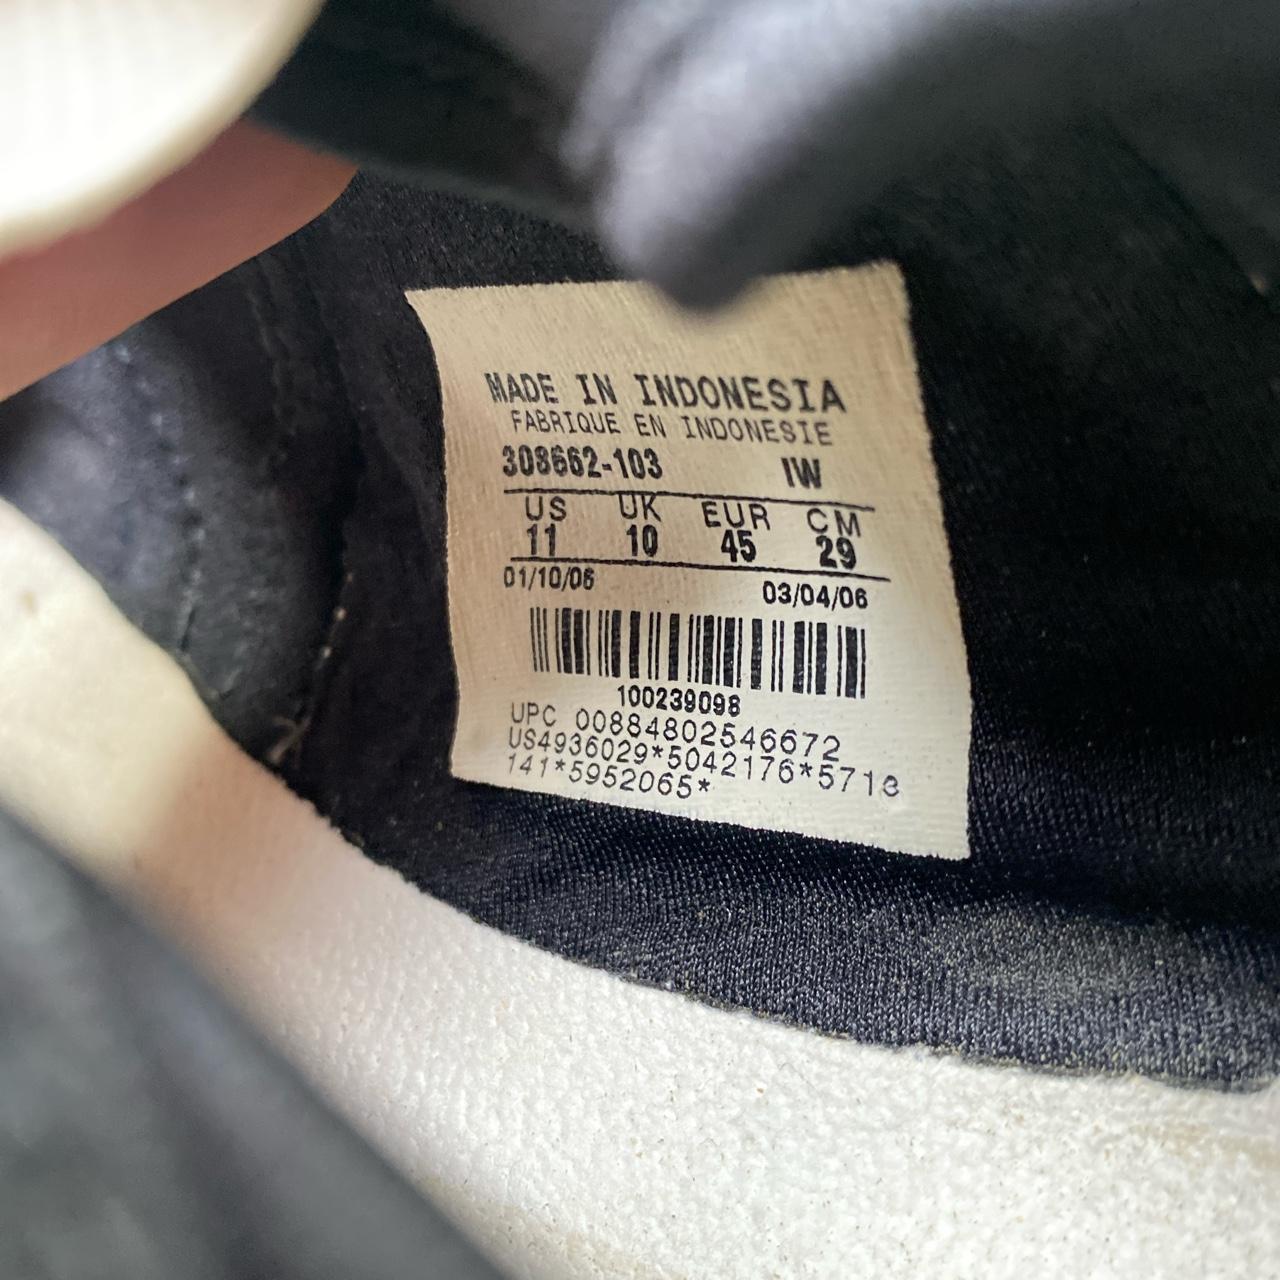 MADE IN INDONESIA
FABRIQUE EN INDONESIE
308662-103 IW
US UK EUR CM
11 10 45 29
01/10/06 03/04/06
100239098
UPC 00884802546672
US4936029*5042176*5718
141*5952065*